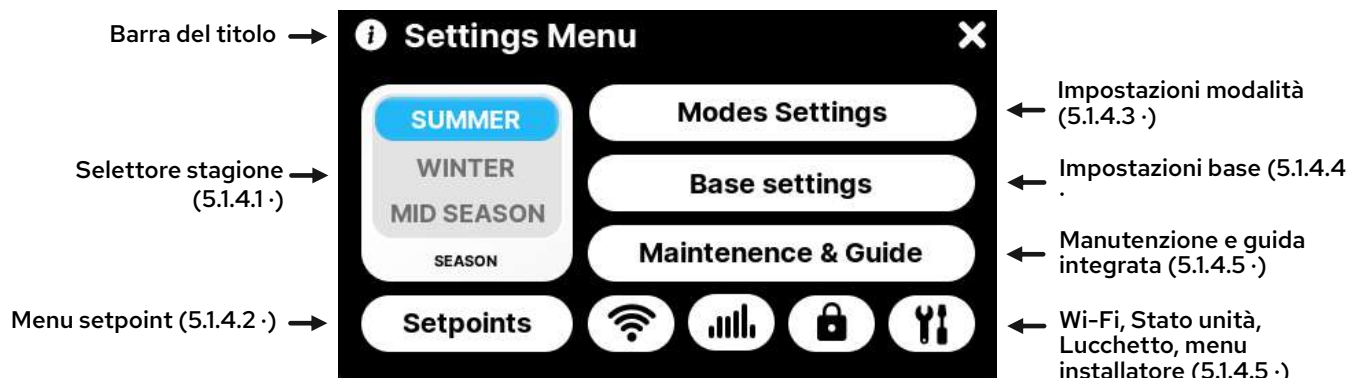 Barra del titolo
Settings Menu
Selettore stagione
(5.1.4.1 ·)
SUMMER
WINTER
MID SEASON
SEASON
Menu setpoint (5.1.4.2 ·)
Setpoints
Modes Settings
Base settings
Maintenence & Guide
Impostazioni modalità
(5.1.4.3 ·)
Impostazioni base (5.1.4.4
·
Manutenzione e guida
integrata (5.1.4.5 ·)
Wi-Fi, Stato unità,
Lucchetto, menu
installatore (5.1.4.5 ·)